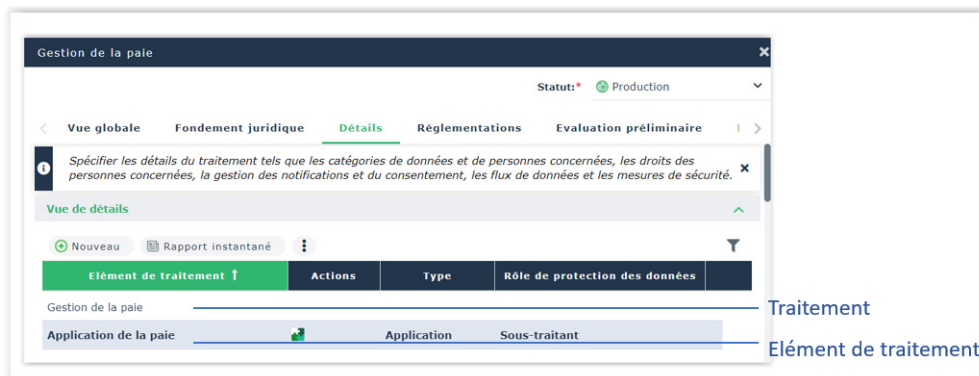 Gestion de la paie
Statut:* Production
Vue globale Fondement juridique Détails Réglementations Evaluation préliminaire
Spécifier les détails du traitement tels que les catégories de données et de personnes concernées, les droits des
personnes concernées, la gestion des notifications et du consentement, les flux de données et les mesures de sécurité.
Vue de détails
Nouveau Rapport instantané
Elément de traitement ↑ Actions Type Rôle de protection des données
Gestion de la paie
Traitement
Application de la paie Application Sous-traitant
Elément de traitement